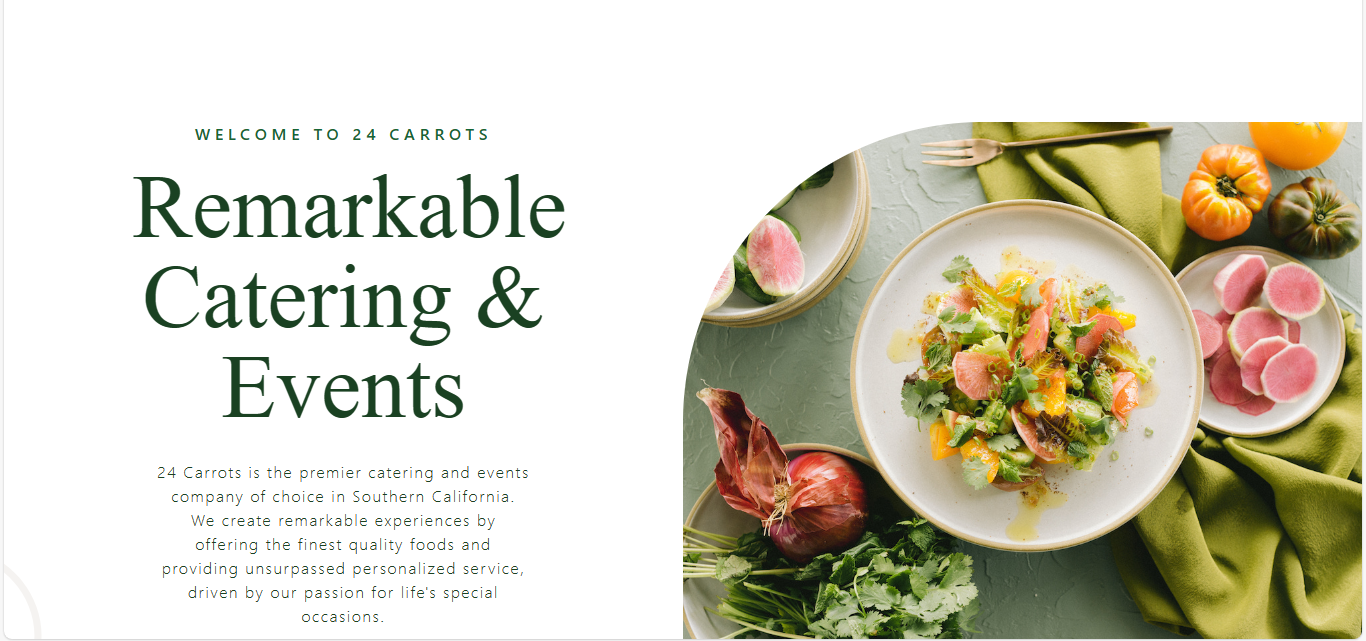 WELCOME TO 24 CARROTS
Remarkable
Catering &
Events
24 Carrots is the premier catering and events
company of choice in Southern California.
We create remarkable experiences by
offering the finest quality foods and
providing unsurpassed personalized service,
driven by our passion for life's special
occasions.